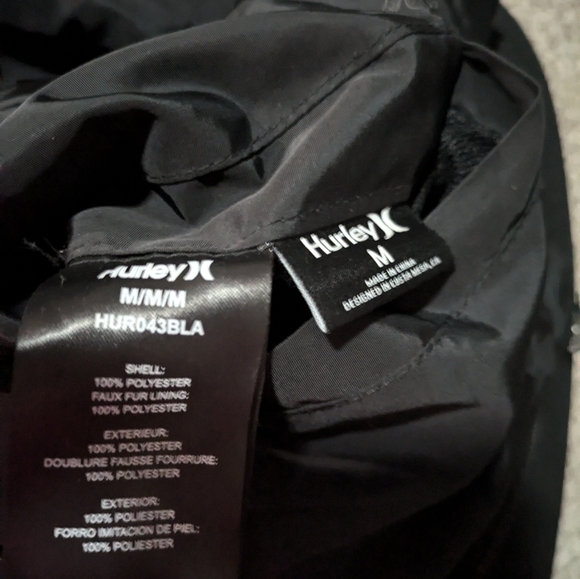 Hurley
M
MADE IN CHINA
DESIGNED IN COSTA MESA, CA
Hurley
M/M/M
HUR043BLA
SHELL:
100% POLYESTER
FAUX FUR LINING:
100% POLYESTER
EXTERIEUR:
100% POLYESTER
DOUBLURE FAUSSE FOURRURE:
100% POLYESTER
EXTERIOR:
100% POLIESTER
FORRO IMITACION DE PIEL:
100% POLIESTER